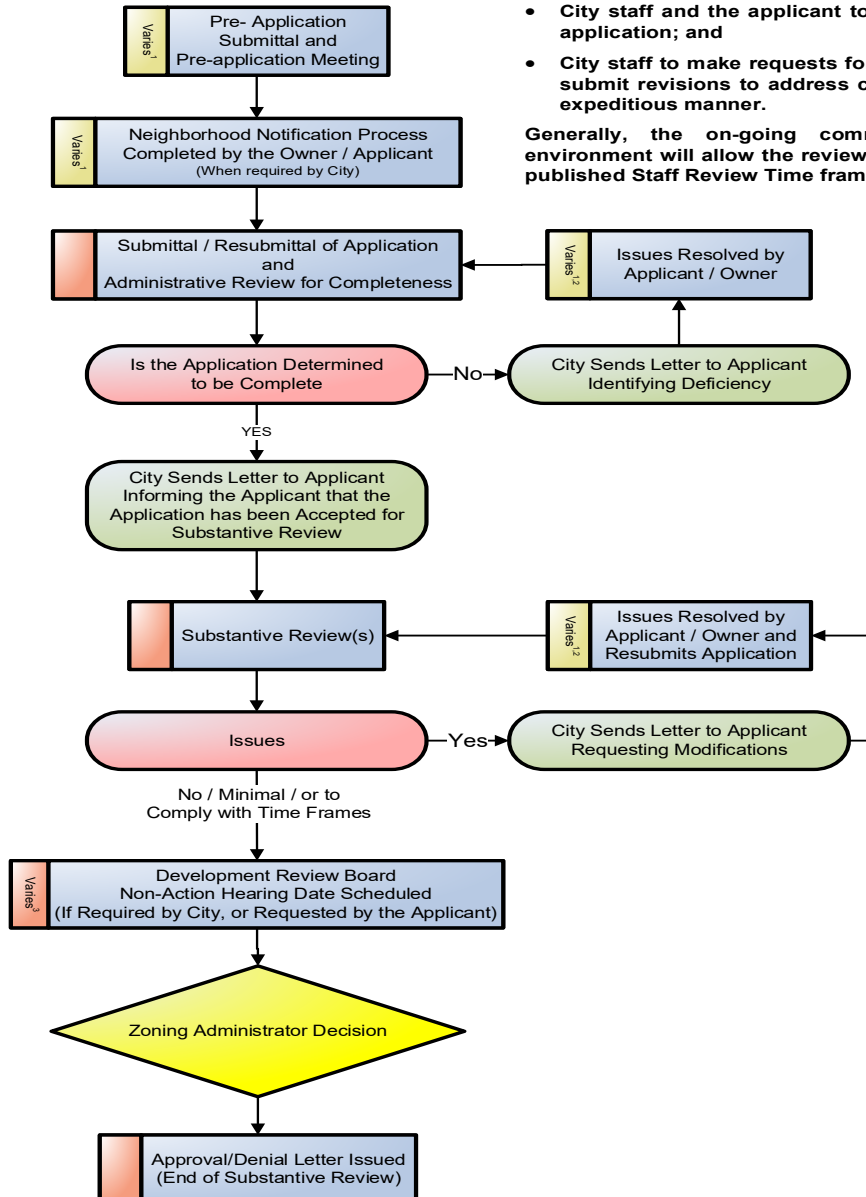 Varies1
Pre- Application
Submittal and
Pre-application Meeting
• City staff and the applicant to
application; and
• City staff to make requests fo
submit revisions to address
expeditious manner.
Generally, the on-going com
environment will allow the review
published Staff Review Time fram
Varies1
Neighborhood Notification Process
Completed by the Owner / Applicant
(When required by City)
Submittal / Resubmittal of Application
and
Administrative Review for Completeness
Varies1,2
Issues Resolved by
Applicant / Owner
Is the Application Determined
to be Complete
No
City Sends Letter to Applicant
Identifying Deficiency
YES
City Sends Letter to Applicant
Informing the Applicant that the
Application has been Accepted for
Substantive Review
Substantive Review(s)
Varies1,2
Issues Resolved by
Applicant / Owner and
Resubmits Application
Issues
Yes
City Sends Letter to Applicant
Requesting Modifications
No / Minimal / or to
Comply with Time Frames
Varies3
Development Review Board
Non-Action Hearing Date Scheduled
(If Required by City, or Requested by the Applicant)
Zoning Administrator Decision
Approval/Denial Letter Issued
(End of Substantive Review)